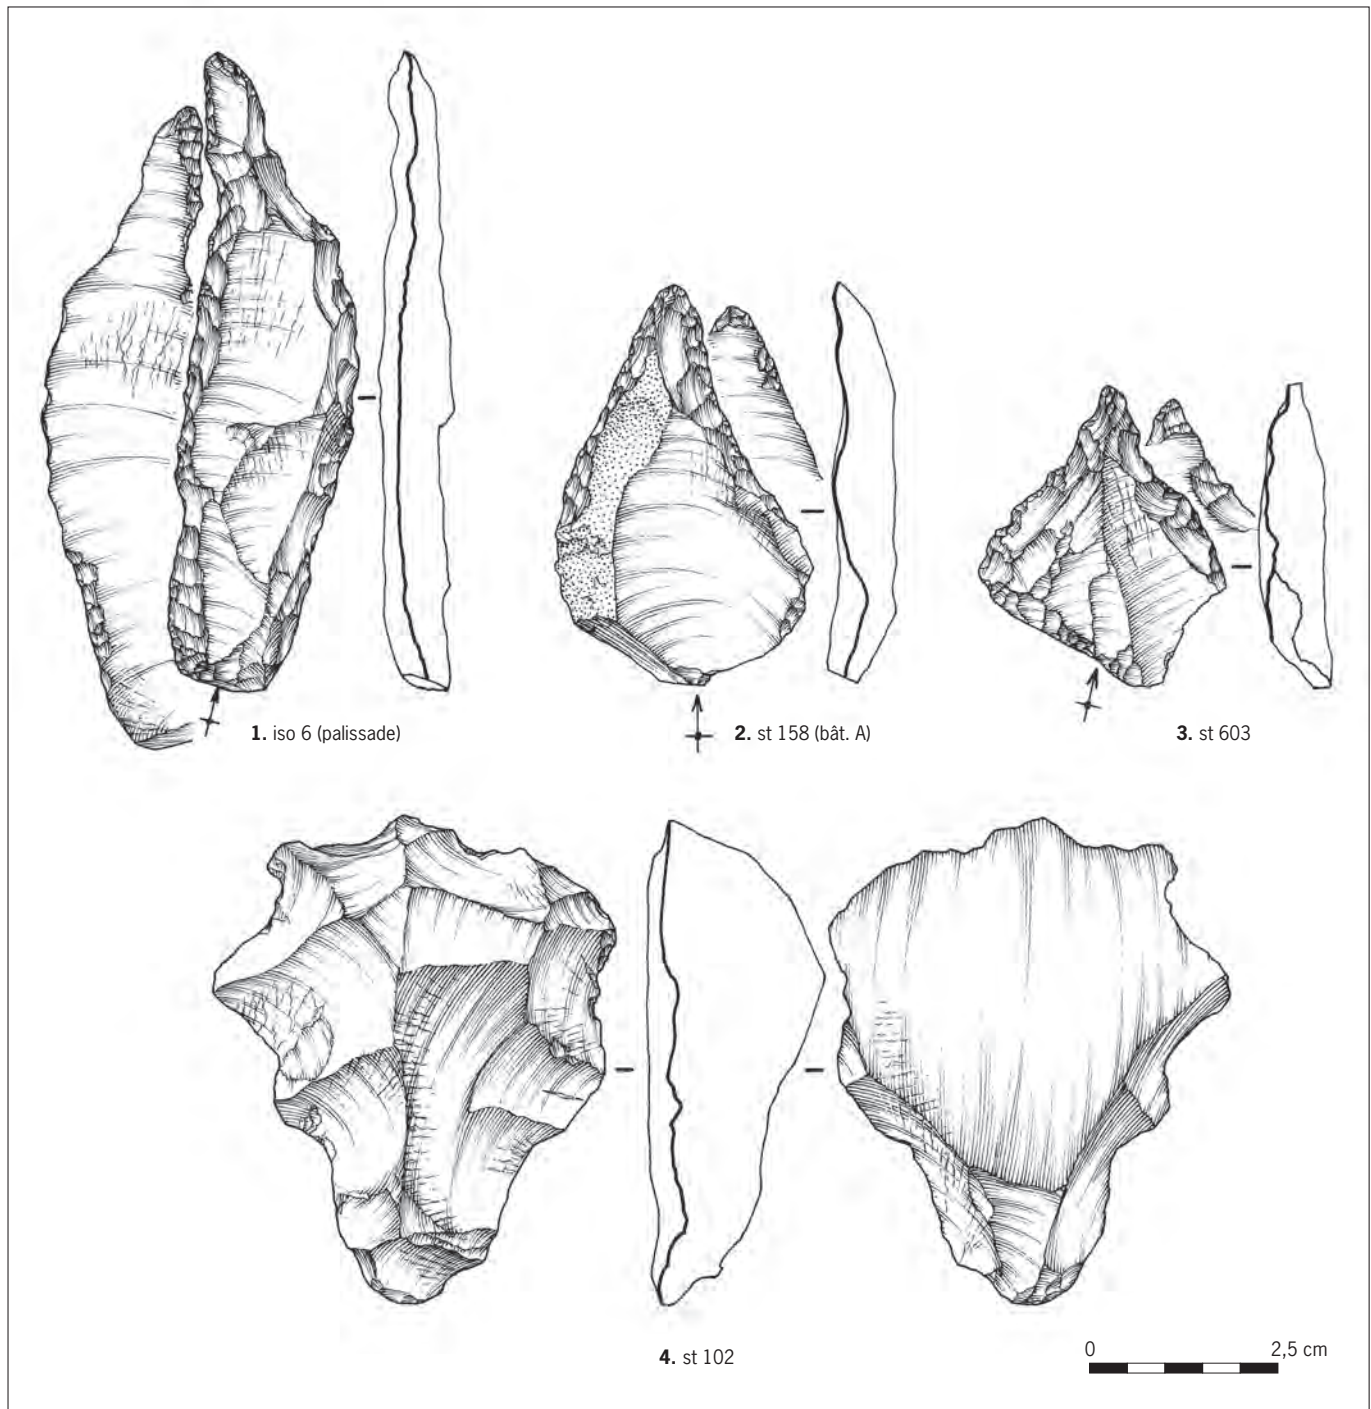 1. iso 6 (palissade)
2. st 158 (bât. A)
3. st 603
4. st 102
0 2,5 cm